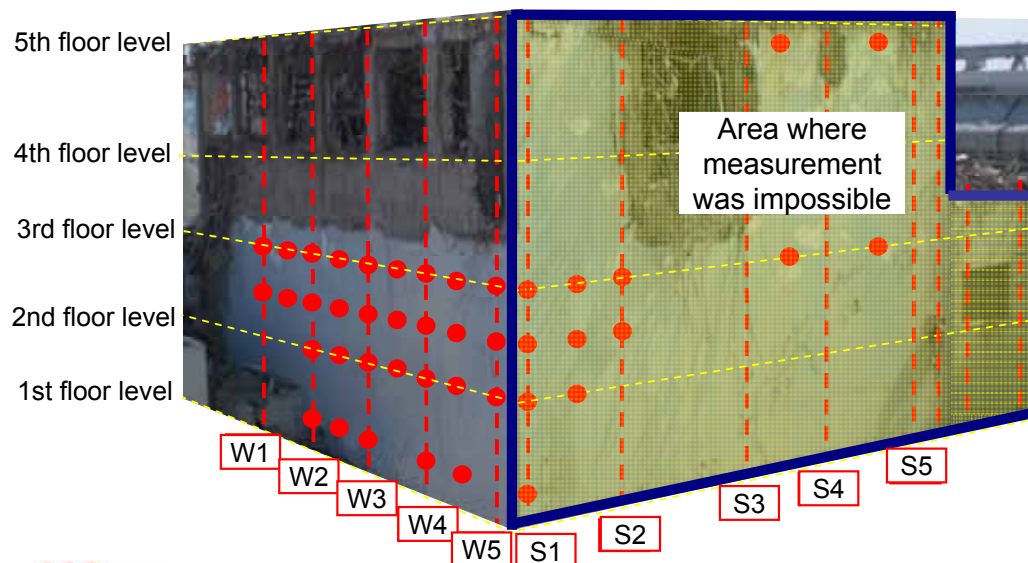 5th floor level
4th floor level
3rd floor level
2nd floor level
1st floor level
Area where
measurement
was impossible
W1
W2
W3
W4
W5
S1
S2
S3
S4
S5